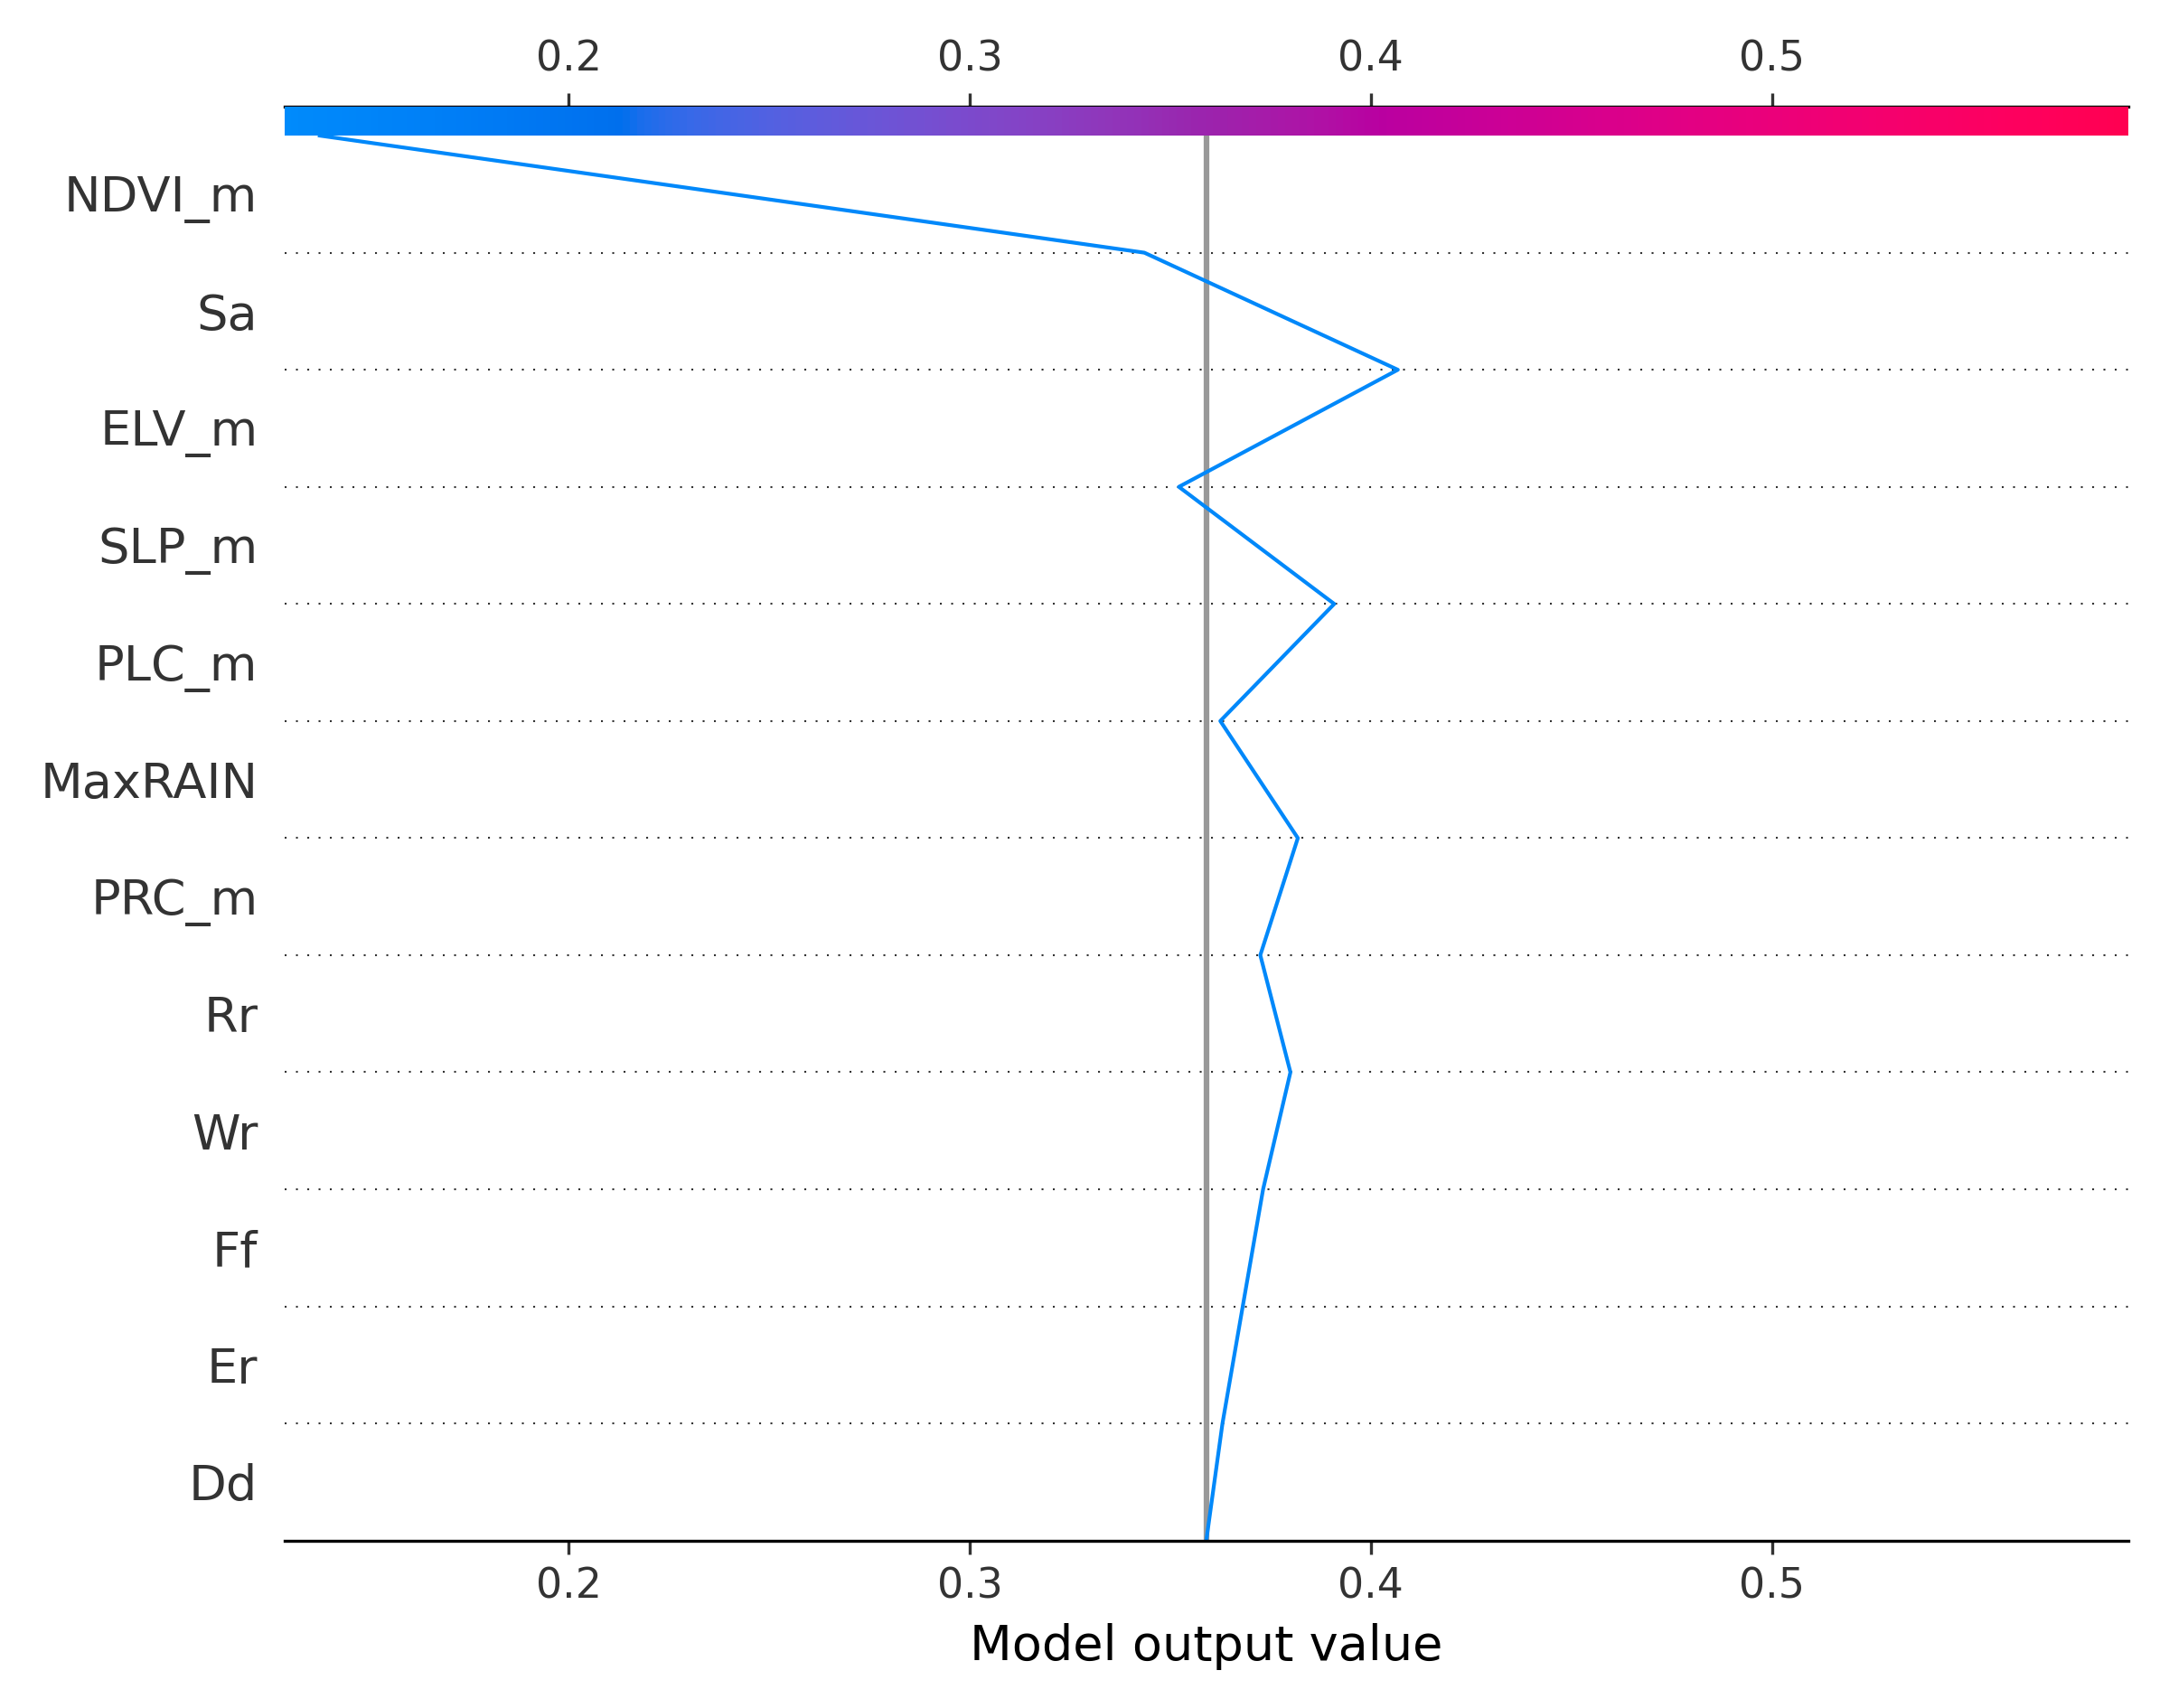 0.2 0.3 0.4 0.5
NDVI_m
Sa
ELV_m
SLP_m
PLC_m
MaxRAIN
PRC_m
Rr
Wr
Ff
Er
Dd
0.2 0.3 0.4 0.5
Model output value